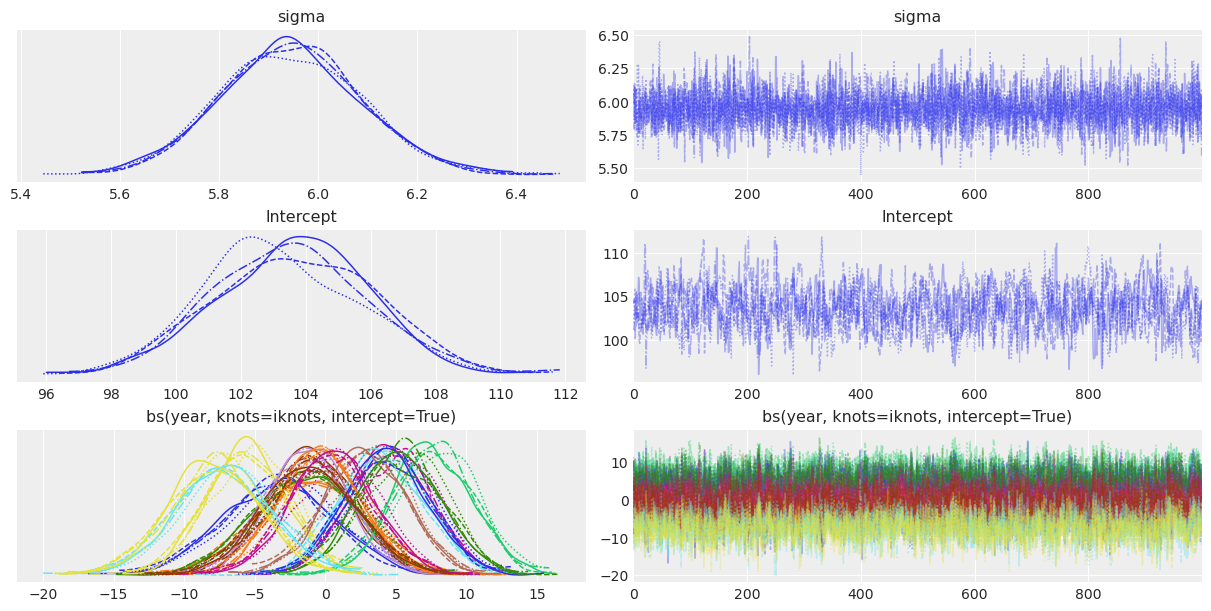 sigma
sigma
5.4 5.6 5.8 6.0 6.2 6.4
6.50
6.25
6.00
5.75
5.50
0 200 400 600 800
Intercept
Intercept
96 98 100 102 104 106 108 110 112
110
105
100
0 200 400 600 800
bs(year, knots=iknots, intercept=True)
bs(year, knots=iknots, intercept=True)
−20 −15 −10 −5 0 5 10 15
10
0
−10
−20
0 200 400 600 800